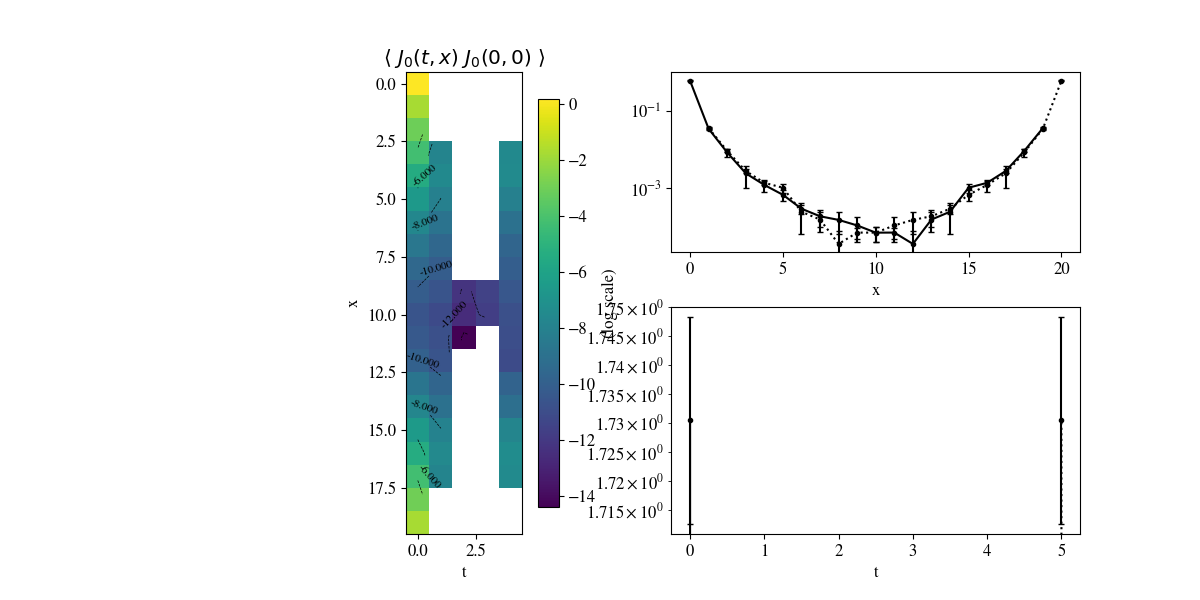 ⟨ J₀(t, x) J₀(0, 0) ⟩
0.0
2.5
5.0
7.5
10.0
12.5
15.0
17.5
x
-6.000
-8.000
-10.000
-12.000
-10.000
-8.000
-6.000
0.0 2.5
t
0
−2
−4
−6
−8
−10
−12
−14
(log scale)
10⁻¹
10⁻³
0 5 10 15 20
x
1.75 × 10⁰
1.745 × 10⁰
1.74 × 10⁰
1.735 × 10⁰
1.73 × 10⁰
1.725 × 10⁰
1.72 × 10⁰
1.715 × 10⁰
0 1 2 3 4 5
t